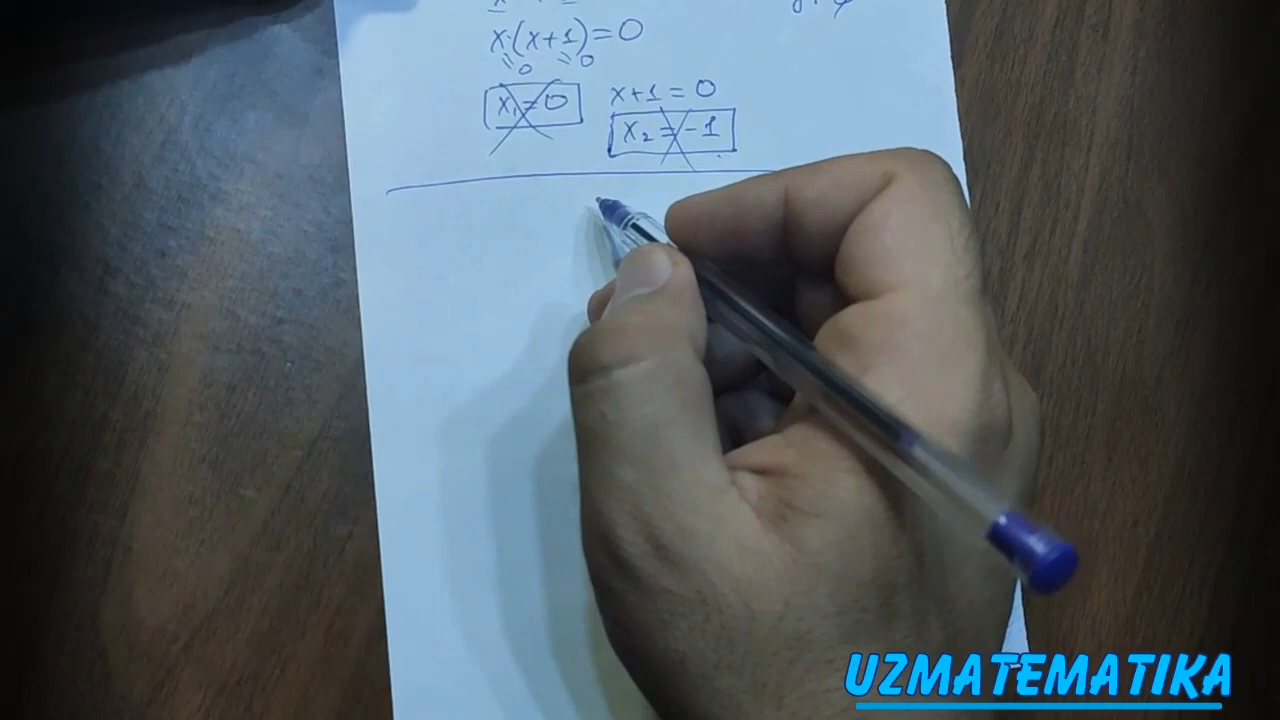 x·(x+1)=0
=0 =0
x₁=0 x+1=0
x₂=-1
UZMATEMATIKA